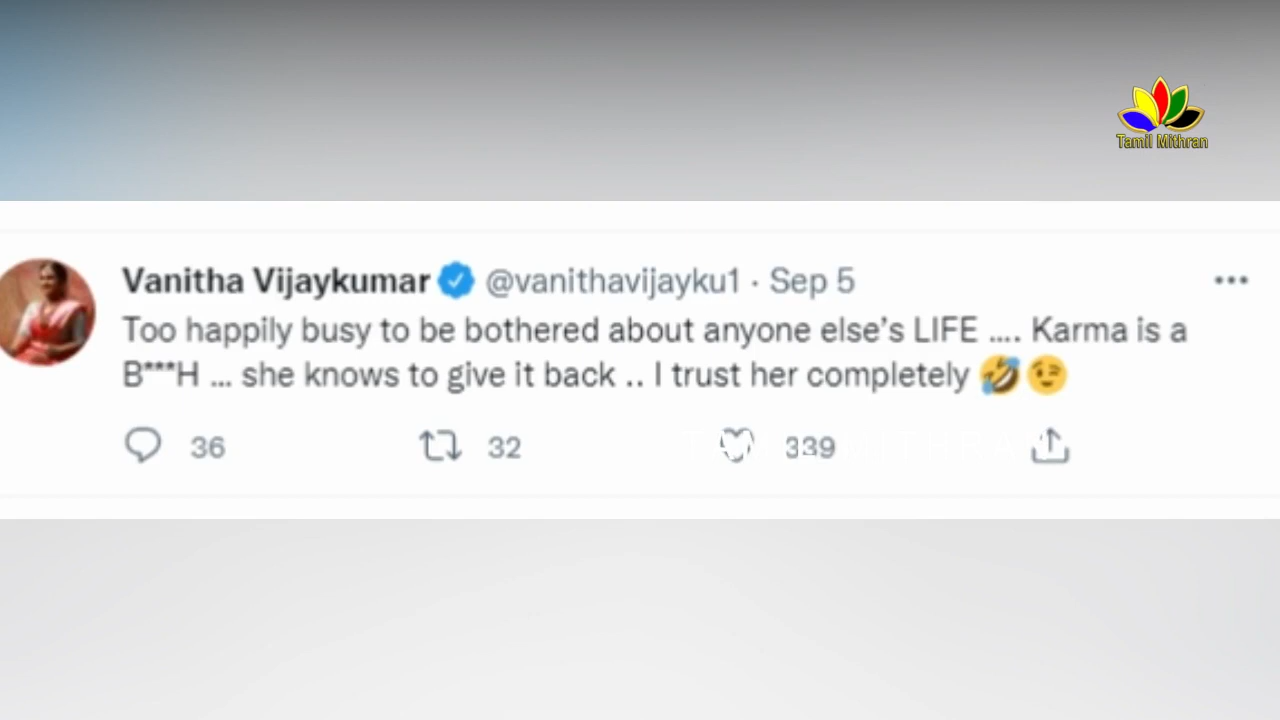 Tamil Mithran
Vanitha Vijaykumar @vanithavijayku1 · Sep 5
Too happily busy to be bothered about anyone else's LIFE .... Karma is a
B***H ... she knows to give it back .. I trust her completely 🤣😉
36 32 339